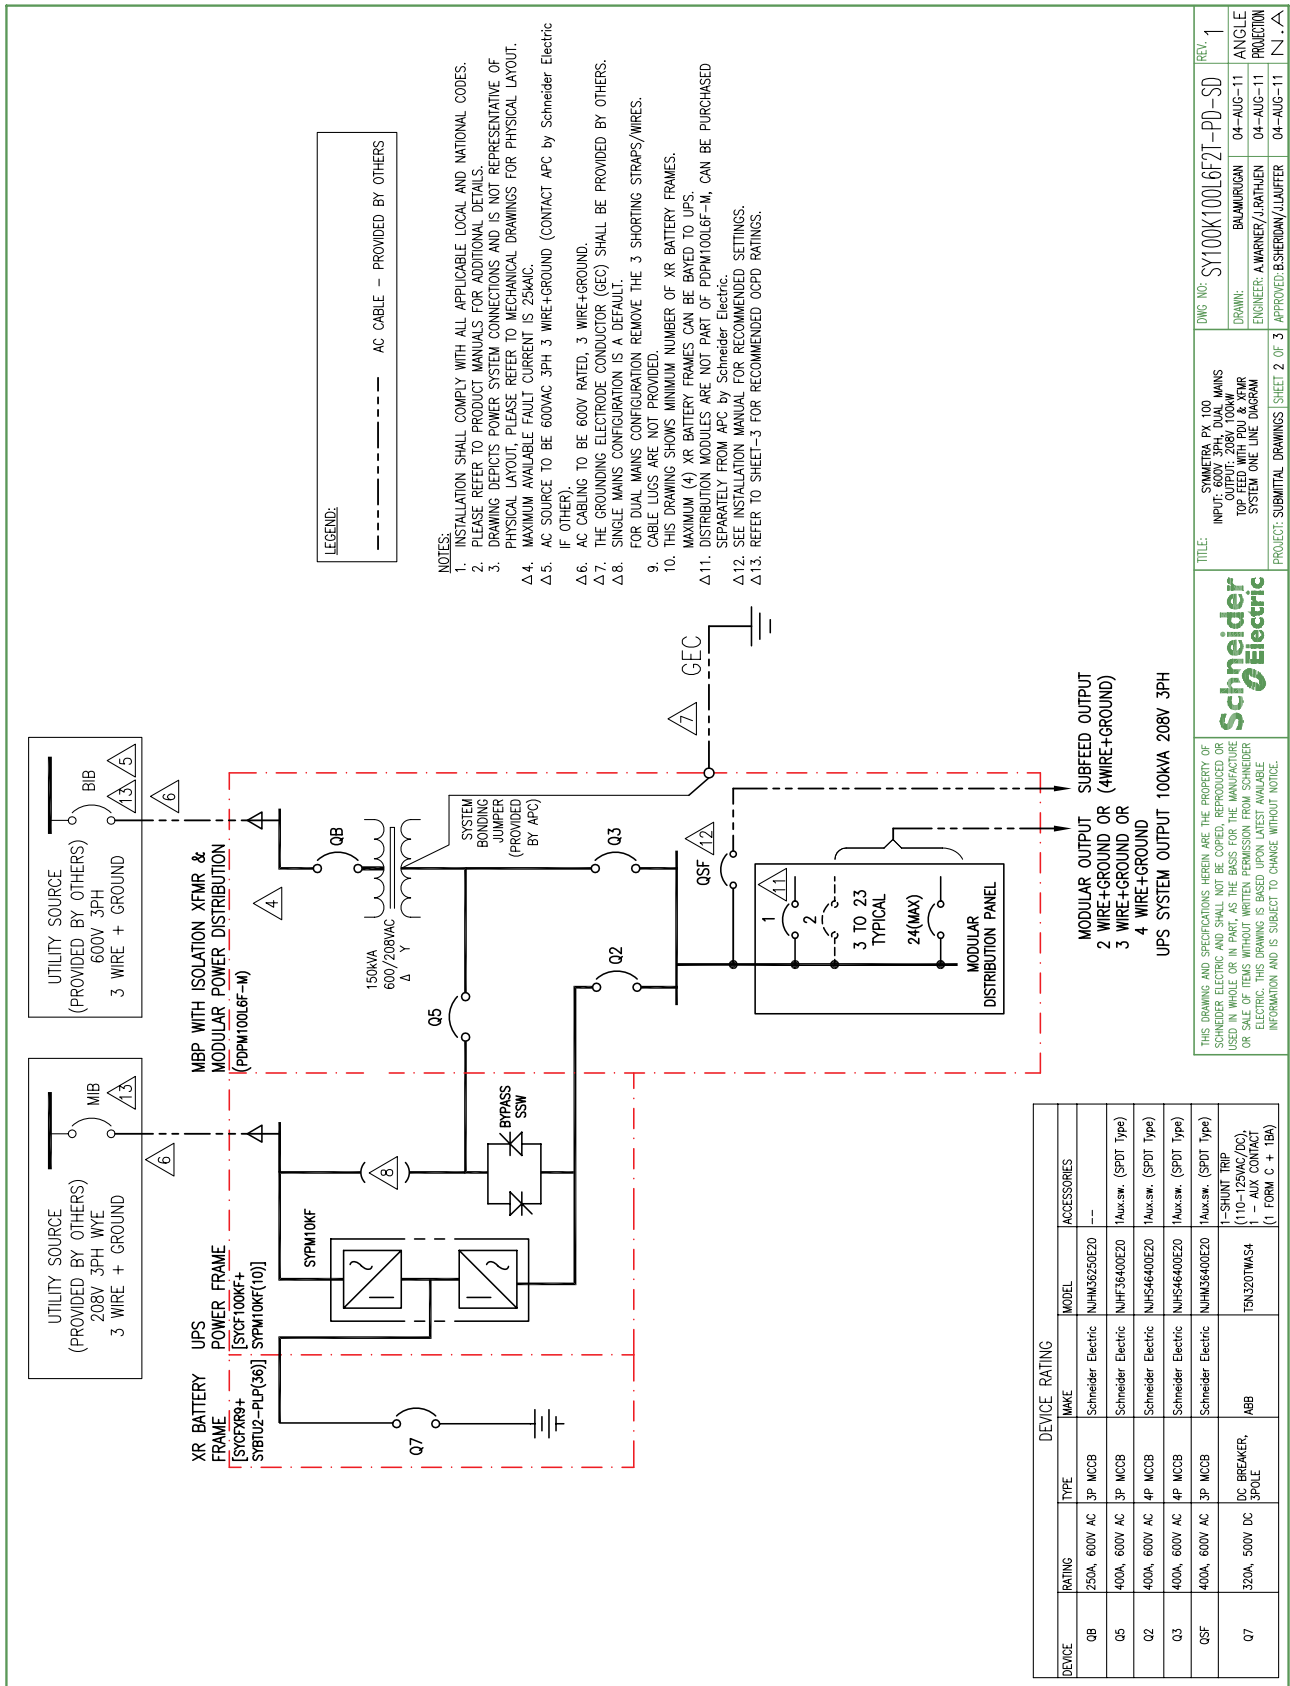 UTILITY SOURCE
(PROVIDED BY OTHERS)
208V 3PH WYE
3 WIRE + GROUND
MIB
13
6
UTILITY SOURCE
(PROVIDED BY OTHERS)
600V 3PH
3 WIRE + GROUND
BIB
13
5
6
XR BATTERY
FRAME
[SYCFXR9+
SYBTU2-PLP(36)]
UPS
POWER FRAME
[SYCF100KF+
SYPM10KF(10)]
MBP WITH ISOLATION XFMR &
MODULAR POWER DISTRIBUTION
(PDPM100L6F-M)
4
Q7
SYPM10KF
8
BYPASS
SSW
Q5
150kVA
600/208VAC
Δ Y
QB
SYSTEM
BONDING
JUMPER
(PROVIDED
BY APC)
Q2
Q3
7
GEC
QSF
12
1
11
2
3 TO 23
TYPICAL
24(MAX)
MODULAR
DISTRIBUTION PANEL
MODULAR OUTPUT
2 WIRE+GROUND OR
3 WIRE+GROUND OR
4 WIRE+GROUND
SUBFEED OUTPUT
(4WIRE+GROUND)
UPS SYSTEM OUTPUT 100KVA 208V 3PH
LEGEND:
AC CABLE - PROVIDED BY OTHERS
NOTES:
1. INSTALLATION SHALL COMPLY WITH ALL APPLICABLE LOCAL AND NATIONAL CODES.
2. PLEASE REFER TO PRODUCT MANUALS FOR ADDITIONAL DETAILS.
3. DRAWING DEPICTS POWER SYSTEM CONNECTIONS AND IS NOT REPRESENTATIVE OF
PHYSICAL LAYOUT, PLEASE REFER TO MECHANICAL DRAWINGS FOR PHYSICAL LAYOUT.
Δ4. MAXIMUM AVAILABLE FAULT CURRENT IS 25kAIC.
Δ5. AC SOURCE TO BE 600VAC 3PH 3 WIRE+GROUND (CONTACT APC by Schneider Electric
IF OTHER).
Δ6. AC CABLING TO BE 600V RATED, 3 WIRE+GROUND.
Δ7. THE GROUNDING ELECTRODE CONDUCTOR (GEC) SHALL BE PROVIDED BY OTHERS.
Δ8. SINGLE MAINS CONFIGURATION IS A DEFAULT.
FOR DUAL MAINS CONFIGURATION REMOVE THE 3 SHORTING STRAPS/WIRES.
9. CABLE LUGS ARE NOT PROVIDED.
10. THIS DRAWING SHOWS MINIMUM NUMBER OF XR BATTERY FRAMES.
MAXIMUM (4) XR BATTERY FRAMES CAN BE BAYED TO UPS.
Δ11. DISTRIBUTION MODULES ARE NOT PART OF PDPM100L6F-M, CAN BE PURCHASED
SEPARATELY FROM APC by Schneider Electric.
Δ12. SEE INSTALLATION MANUAL FOR RECOMMENDED SETTINGS.
Δ13. REFER TO SHEET-3 FOR RECOMMENDED OCPD RATINGS.
DEVICE RATING
DEVICE RATING TYPE MAKE MODEL ACCESSORIES
QB 250A, 600V AC 3P MCCB Schneider Electric NJHM36250E20 --
Q5 400A, 600V AC 3P MCCB Schneider Electric NJHF36400E20 1Aux.sw. (SPDT Type)
Q2 400A, 600V AC 4P MCCB Schneider Electric NJHS46400E20 1Aux.sw. (SPDT Type)
Q3 400A, 600V AC 4P MCCB Schneider Electric NJHS46400E20 1Aux.sw. (SPDT Type)
QSF 400A, 600V AC 3P MCCB Schneider Electric NJHM36400E20 1Aux.sw. (SPDT Type)
Q7 320A, 500V DC DC BREAKER, 3POLE ABB T5N320TWAS4 1-SHUNT TRIP
(110-125VAC/DC),
1 - AUX CONTACT
(1 FORM C + 1BA)
THIS DRAWING AND SPECIFICATIONS HEREIN ARE THE PROPERTY OF
SCHNEIDER ELECTRIC AND SHALL NOT BE COPIED, REPRODUCED OR
USED IN WHOLE OR IN PART, AS THE BASIS FOR THE MANUFACTURE
OR SALE OF ITEMS WITHOUT WRITTEN PERMISSION FROM SCHNEIDER
ELECTRIC. THIS DRAWING IS BASED UPON LATEST AVAILABLE
INFORMATION AND IS SUBJECT TO CHANGE WITHOUT NOTICE.
Schneider
Electric
TITLE:
SYMMETRA PX 100
INPUT: 600V 3PH, DUAL MAINS
OUTPUT: 208V 100kW
TOP FEED WITH PDU & XFMR
SYSTEM ONE LINE DIAGRAM
PROJECT: SUBMITTAL DRAWINGS SHEET 2 OF 3
DWG NO: SY100K100L6F2T-PD-SD REV: 1
DRAWN: BALAMURUGAN 04-AUG-11 ANGLE
ENGINEER: A.WARNER/J.RATHJEN 04-AUG-11 PROJECTION
APPROVED: B.SHERIDAN/J.LAUFFER 04-AUG-11 N.A